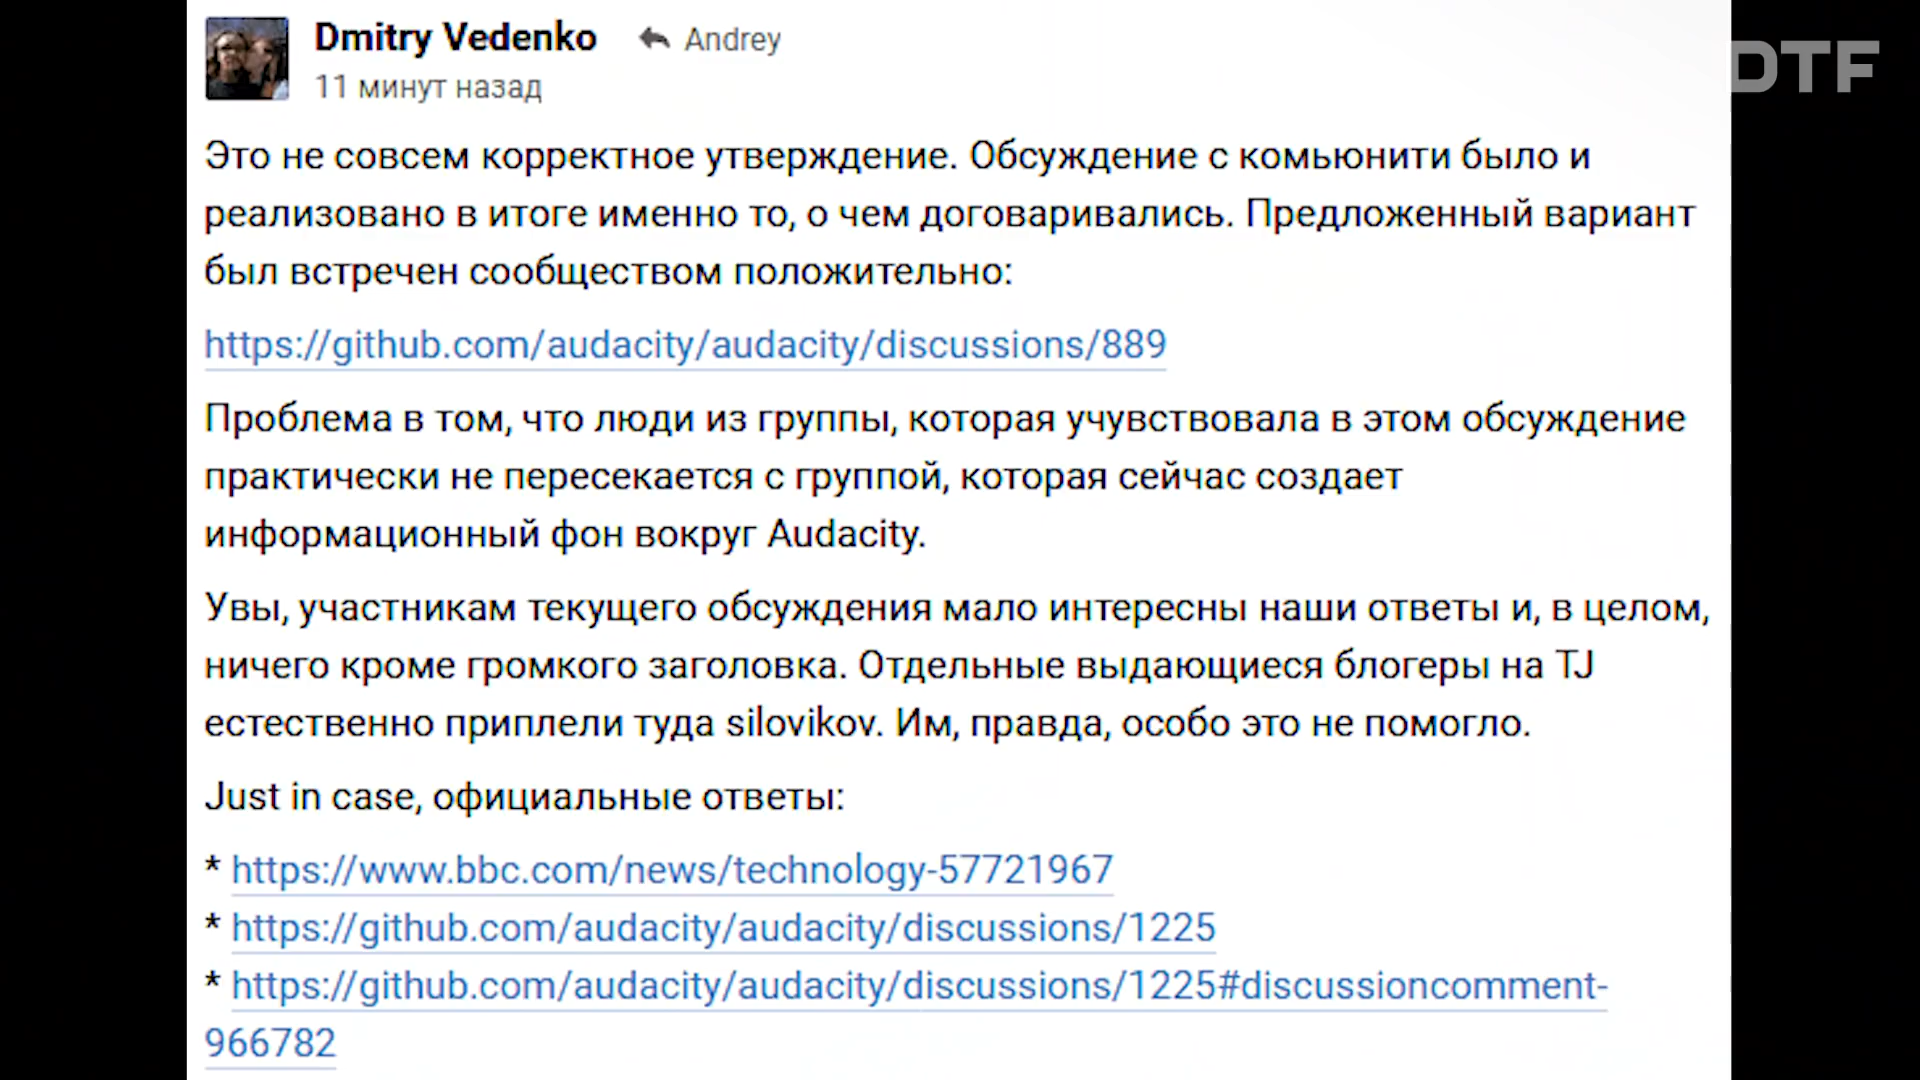 Dmitry Vedenko Andrey
11 минут назад
DTF
Это не совсем корректное утверждение. Обсуждение с комьюнити было и
реализовано в итоге именно то, о чем договаривались. Предложенный вариант
был встречен сообществом положительно:
https://github.com/audacity/audacity/discussions/889
Проблема в том, что люди из группы, которая учувствовала в этом обсуждение
практически не пересекается с группой, которая сейчас создает
информационный фон вокруг Audacity.
Увы, участникам текущего обсуждения мало интересны наши ответы и, в целом,
ничего кроме громкого заголовка. Отдельные выдающиеся блогеры на TJ
естественно приплели туда silovikov. Им, правда, особо это не помогло.
Just in case, официальные ответы:
* https://www.bbc.com/news/technology-57721967
* https://github.com/audacity/audacity/discussions/1225
* https://github.com/audacity/audacity/discussions/1225#discussioncomment-
966782